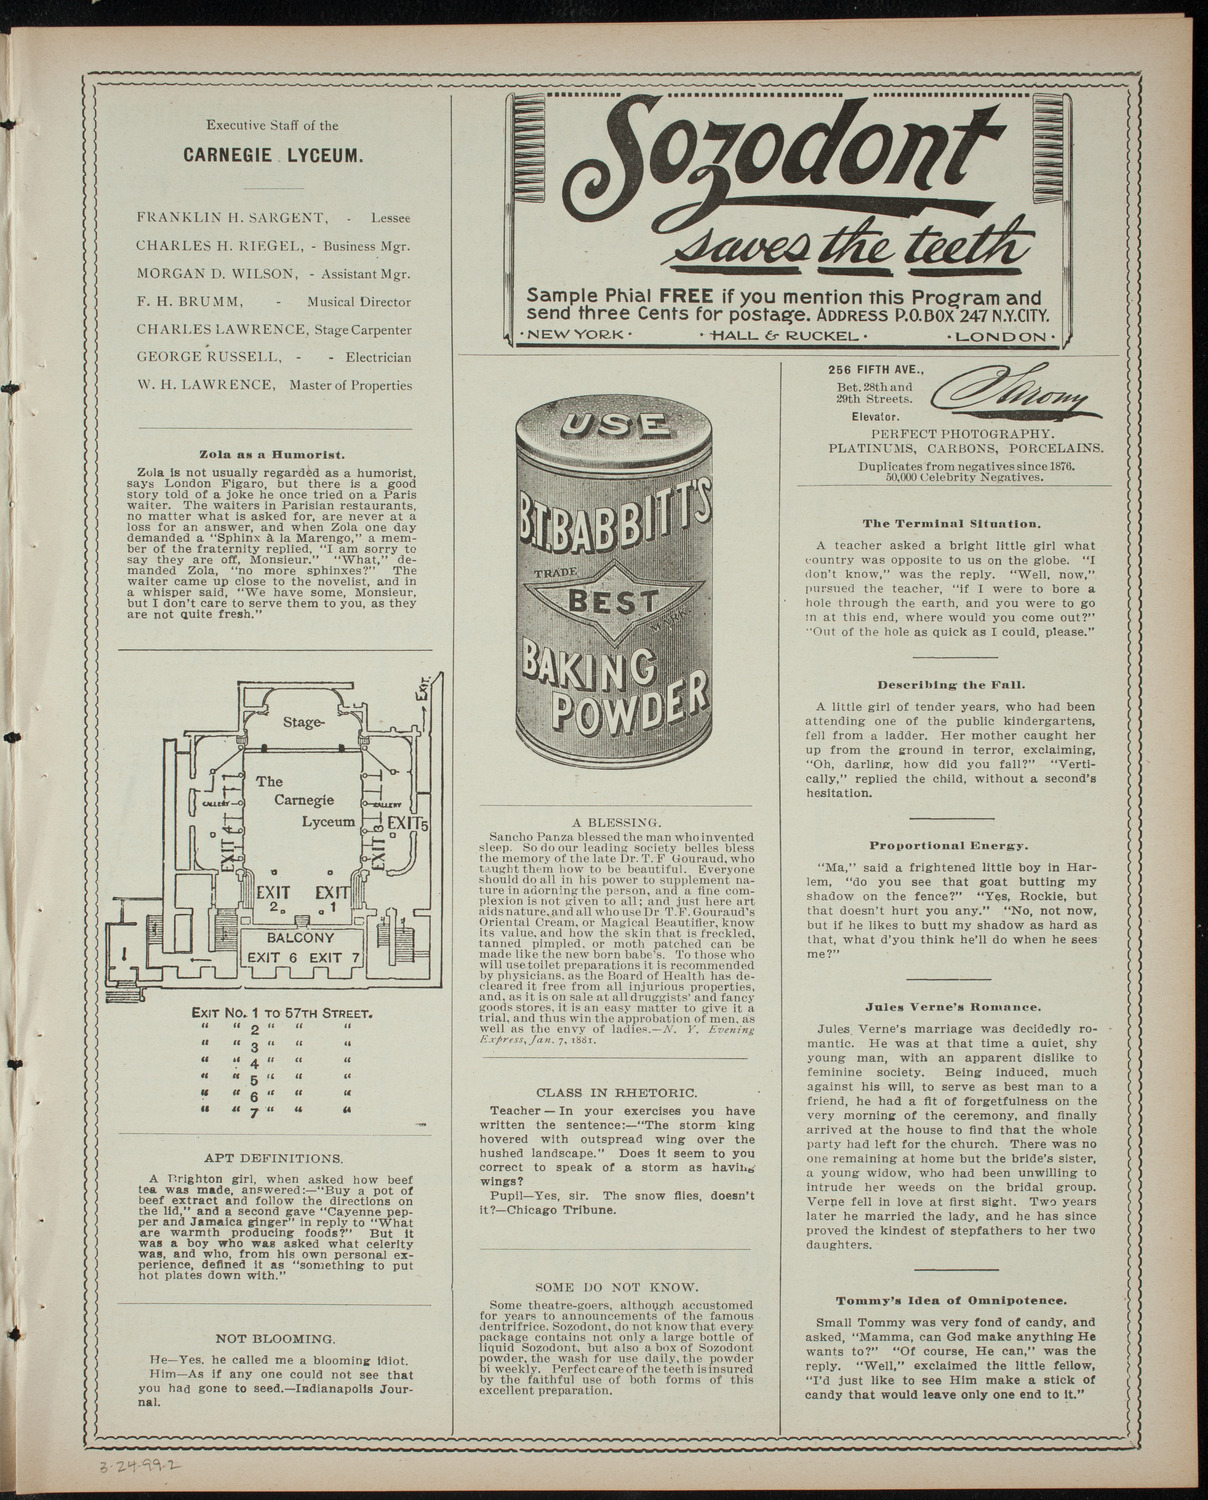 Executive Staff of the
CARNEGIE LYCEUM.
FRANKLIN H. SARGENT, - Lessee
CHARLES H. RIEGEL, - Business Mgr.
MORGAN D. WILSON, - Assistant Mgr.
F. H. BRUMM, - Musical Director
CHARLES LAWRENCE, Stage Carpenter
GEORGE RUSSELL, - - Electrician
W. H. LAWRENCE, Master of Properties
Zola as a Humorist.
Zola is not usually regarded as a humorist,
says London Figaro, but there is a good
story told of a joke he once tried on a Paris
waiter. The waiters in Parisian restaurants,
no matter what is asked for, are never at a
loss for an answer, and when Zola one day
demanded a "Sphinx à la Marengo," a mem-
ber of the fraternity replied, "I am sorry to
say they are off, Monsieur." "What," de-
manded Zola, "no more sphinxes?" The
waiter came up close to the novelist, and in
a whisper said, "We have some, Monsieur,
but I don't care to serve them to you, as they
are not quite fresh."
EXIT
Stage
The
Carnegie
Lyceum
GALLERY
GALLERY
EXIT 4
EXIT 3
EXIT 5
EXIT EXIT
2. . 1
BALCONY
EXIT 6 EXIT 7
EXIT NO. 1 TO 57TH STREET.
" " 2 " " "
" " 3 " " "
" " 4 " " "
" " 5 " " "
" " 6 " " "
" " 7 " " "
APT DEFINITIONS.
A Brighton girl, when asked how beef
tea was made, answered:—"Buy a pot of
beef extract and follow the directions on
the lid," and a second gave "Cayenne pep-
per and Jamaica ginger" in reply to "What
are warmth producing foods?" But it
was a boy who was asked what celerity
was, and who, from his own personal ex-
perience, defined it as "something to put
hot plates down with."
NOT BLOOMING.
He—Yes, he called me a blooming idiot.
Him—As if any one could not see that
you had gone to seed.—Indianapolis Jour-
nal.
Sozodont
saves the teeth
Sample Phial FREE if you mention this Program and
send three Cents for postage. ADDRESS P.O. BOX 247 N.Y. CITY.
· NEW YORK · · HALL & RUCKEL · · LONDON ·
USE
B.T. BABBITT'S
TRADE
BEST
MARK
BAKING
POWDER
A BLESSING.
Sancho Panza blessed the man who invented
sleep. So do our leading society belles bless
the memory of the late Dr. T. F Gouraud, who
taught them how to be beautiful. Everyone
should do all in his power to supplement na-
ture in adorning the person, and a fine com-
plexion is not given to all; and just here art
aids nature, and all who use Dr T. F. Gouraud's
Oriental Cream, or Magical Beautifier, know
its value, and how the skin that is freckled,
tanned pimpled, or moth patched can be
made like the new born babe's. To those who
will use toilet preparations it is recommended
by physicians, as the Board of Health has de-
cleared it free from all injurious properties,
and, as it is on sale at all druggists' and fancy
goods stores, it is an easy matter to give it a
trial, and thus win the approbation of men, as
well as the envy of ladies.—N. Y. Evening
Express, Jan. 7, 1881.
CLASS IN RHETORIC.
Teacher—In your exercises you have
written the sentence:—"The storm king
hovered with outspread wing over the
hushed landscape." Does it seem to you
correct to speak of a storm as having
wings?
Pupil—Yes, sir. The snow flies, doesn't
it?—Chicago Tribune.
SOME DO NOT KNOW.
Some theatre-goers, although accustomed
for years to announcements of the famous
dentrifrice, Sozodont, do not know that every
package contains not only a large bottle of
liquid Sozodont, but also a box of Sozodont
powder, the wash for use daily, the powder
bi weekly. Perfect care of the teeth is insured
by the faithful use of both forms of this
excellent preparation.
256 FIFTH AVE.,
Bet. 28th and
29th Streets.
Elevator.
Sarony
PERFECT PHOTOGRAPHY.
PLATINUMS, CARBONS, PORCELAINS.
Duplicates from negatives since 1876.
50,000 Celebrity Negatives.
The Terminal Situation.
A teacher asked a bright little girl what
country was opposite to us on the globe. "I
don't know," was the reply. "Well, now,"
pursued the teacher, "if I were to bore a
hole through the earth, and you were to go
in at this end, where would you come out?"
"Out of the hole as quick as I could, please."
Describing the Fall.
A little girl of tender years, who had been
attending one of the public kindergartens,
fell from a ladder. Her mother caught her
up from the ground in terror, exclaiming,
"Oh, darling, how did you fall?" "Verti-
cally," replied the child, without a second's
hesitation.
Proportional Energy.
"Ma," said a frightened little boy in Har-
lem, "do you see that goat butting my
shadow on the fence?" "Yes, Rockie, but
that doesn't hurt you any." "No, not now,
but if he likes to butt my shadow as hard as
that, what d'you think he'll do when he sees
me?"
Jules Verne's Romance.
Jules Verne's marriage was decidedly ro-
mantic. He was at that time a quiet, shy
young man, with an apparent dislike to
feminine society. Being induced, much
against his will, to serve as best man to a
friend, he had a fit of forgetfulness on the
very morning of the ceremony, and finally
arrived at the house to find that the whole
party had left for the church. There was no
one remaining at home but the bride's sister,
a young widow, who had been unwilling to
intrude her weeds on the bridal group.
Verne fell in love at first sight. Two years
later he married the lady, and he has since
proved the kindest of stepfathers to her two
daughters.
Tommy's Idea of Omnipotence.
Small Tommy was very fond of candy, and
asked, "Mamma, can God make anything He
wants to?" "Of course, He can," was the
reply. "Well," exclaimed the little fellow,
"I'd just like to see Him make a stick of
candy that would leave only one end to it."
3-24-99-2